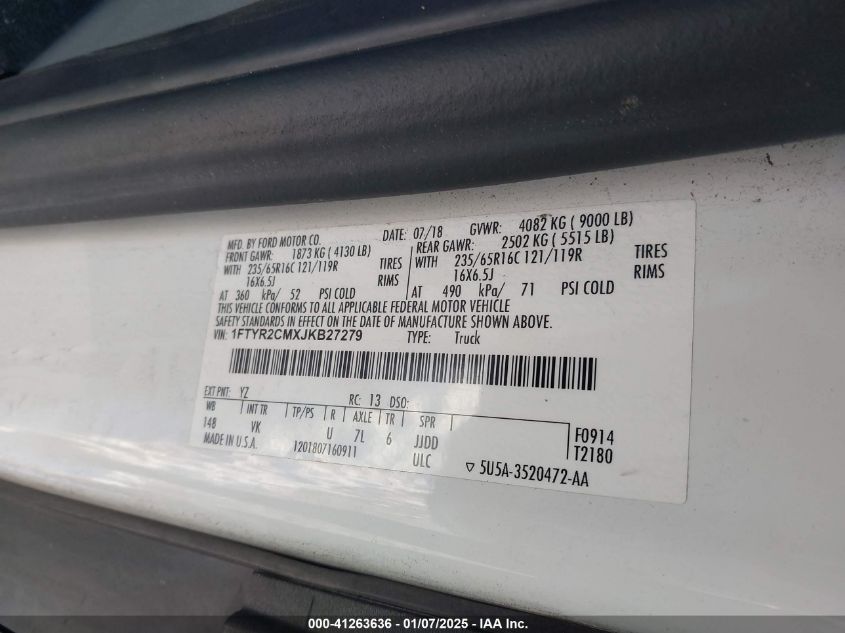 MFD. BY FORD MOTOR CO. DATE: 07/18 GVWR: 4082 KG ( 9000 LB)
FRONT GAWR: 1873 KG ( 4130 LB) REAR GAWR: 2502 KG ( 5515 LB)
WITH 235/65R16C 121/119R TIRES WITH 235/65R16C 121/119R TIRES
16X6.5J RIMS 16X6.5J RIMS
AT 360 kPa/ 52 PSI COLD AT 490 kPa/ 71 PSI COLD
THIS VEHICLE CONFORMS TO ALL APPLICABLE FEDERAL MOTOR VEHICLE
SAFETY STANDARDS IN EFFECT ON THE DATE OF MANUFACTURE SHOWN ABOVE.
VIN: 1FTYR2CMXJKB27279 TYPE: Truck
EXT PNT: YZ RC: 13 DSO:
WB INT TR TP/PS R AXLE TR SPR F0914
148 VK U 7L 6 JJDD T2180
MADE IN U.S.A. 1201807160911 ULC 5U5A-3520472-AA
000-41263636 - 01/07/2025 - IAA Inc.